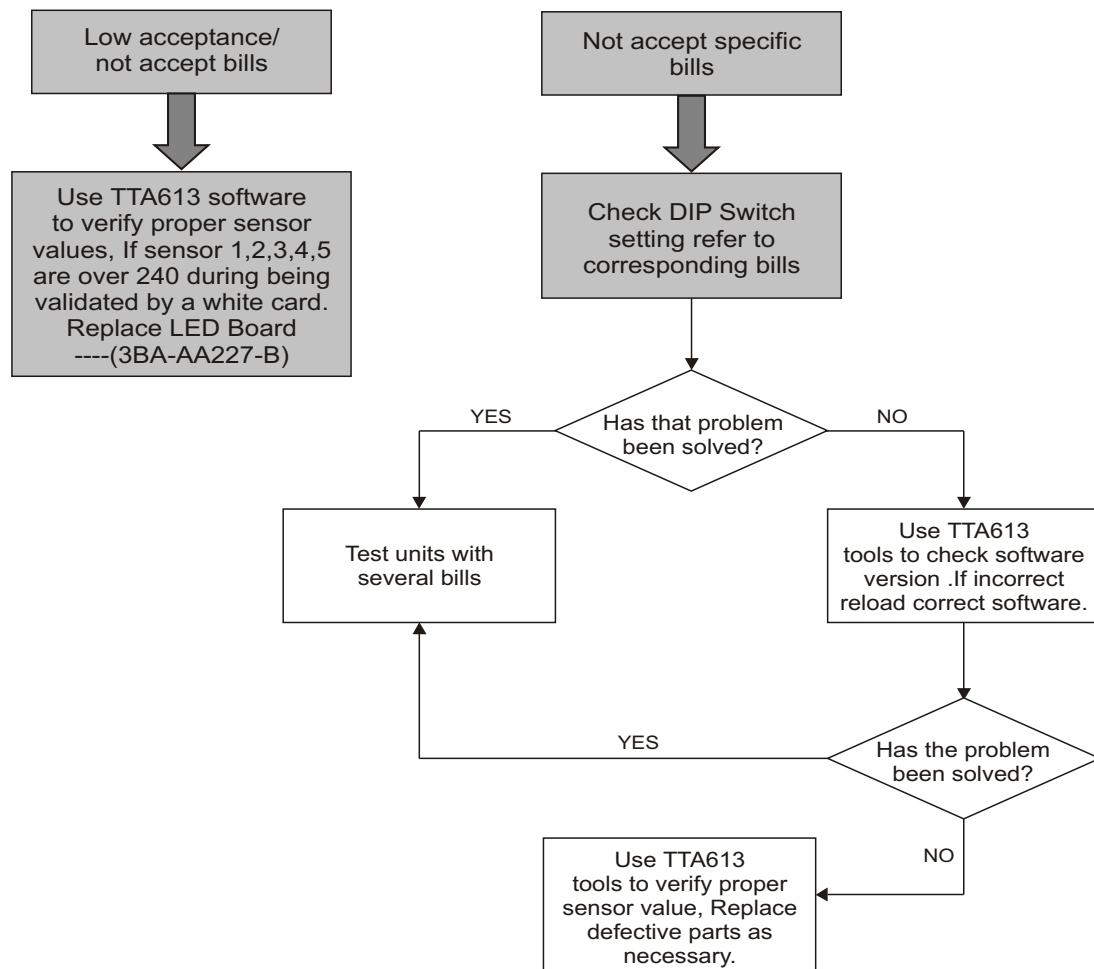 Low acceptance/
not accept bills
Use TTA613 software
to verify proper sensor
values, If sensor 1,2,3,4,5
are over 240 during being
validated by a white card.
Replace LED Board
----(3BA-AA227-B)
Not accept specific
bills
Check DIP Switch
setting refer to
corresponding bills
Has that problem
been solved?
YES
NO
Test units with
several bills
Use TTA613
tools to check software
version .If incorrect
reload correct software.
Has the problem
been solved?
YES
NO
Use TTA613
tools to verify proper
sensor value, Replace
defective parts as
necessary.